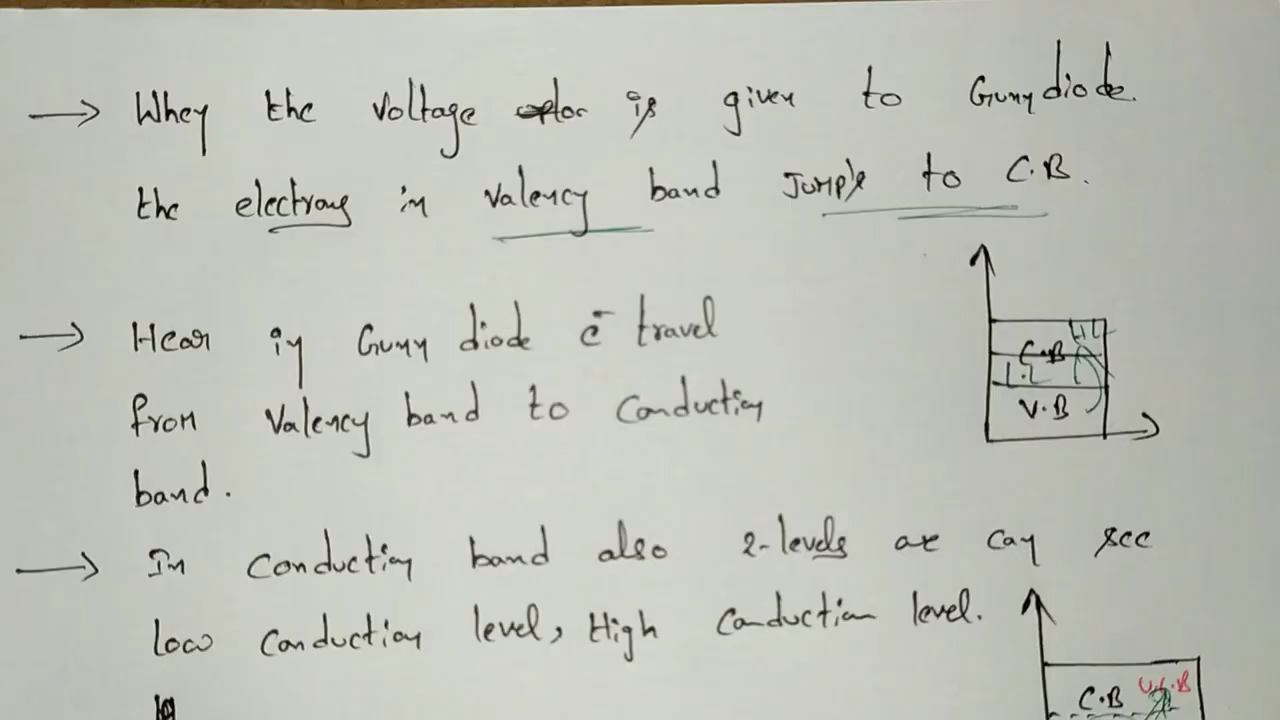 → When the Voltage is given to Gunn diode.
the electrons in Valency band Jump's to C.B.
→ Hear in Gunn diode e⁻ travel
from Valency band to Conduction
band.
H L
C.B
L.L
V.B
→ In Conduction band also 2-levels are can see
low Conduction level, High Conduction level.
C.B U.C.B